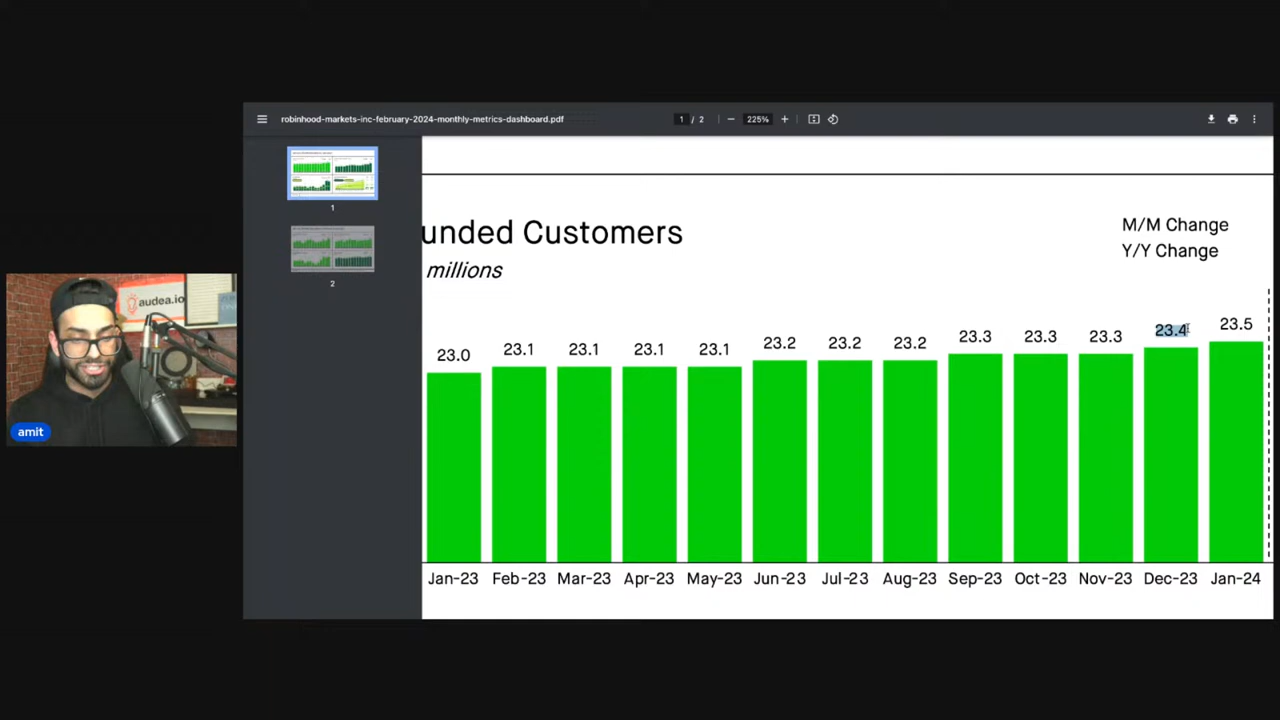 robinhood-markets-inc-february-2024-monthly-metrics-dashboard.pdf
1 / 2
225%
1
2
unded Customers
millions
M/M Change
Y/Y Change
23.0 23.1 23.1 23.1 23.1 23.2 23.2 23.2 23.3 23.3 23.3 23.4 23.5
Jan-23 Feb-23 Mar-23 Apr-23 May-23 Jun-23 Jul-23 Aug-23 Sep-23 Oct-23 Nov-23 Dec-23 Jan-24
audea.io
amit